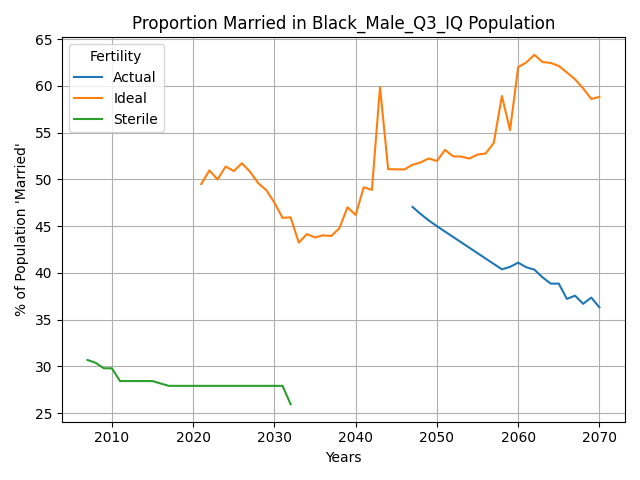 Proportion Married in Black_Male_Q3_IQ Population
65
60
55
50
45
40
35
30
25
% of Population 'Married'
Fertility
Actual
Ideal
Sterile
2010 2020 2030 2040 2050 2060 2070
Years